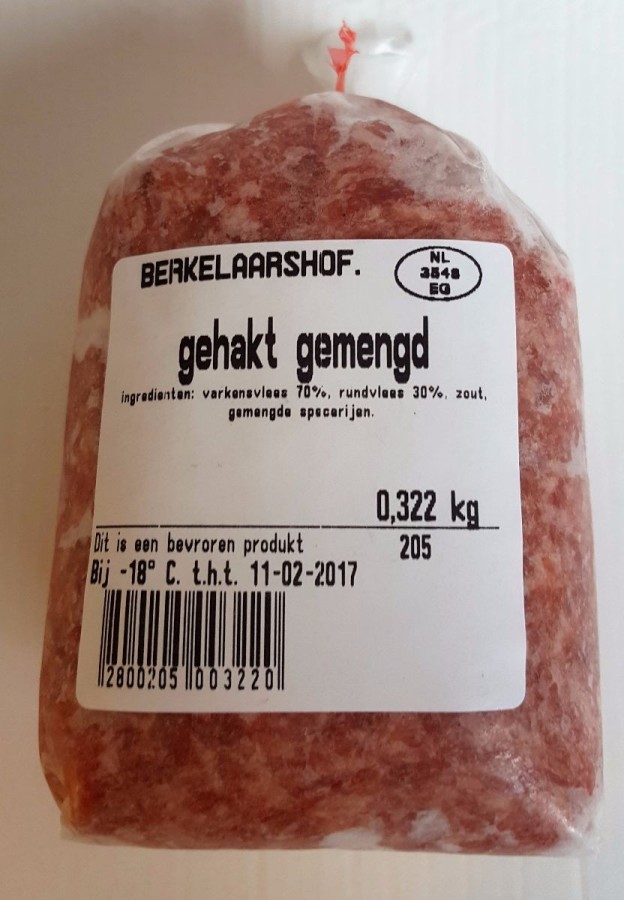 BERKELAARSHOF.
NL
3548
EG
gehakt gemengd
ingredienten: varkensvlees 70%, rundvlees 30%, zout,
gemengde specerijen.
0,322 kg
Dit is een bevroren produkt
205
Bij -18° C. t.h.t. 11-02-2017
2800205 003220